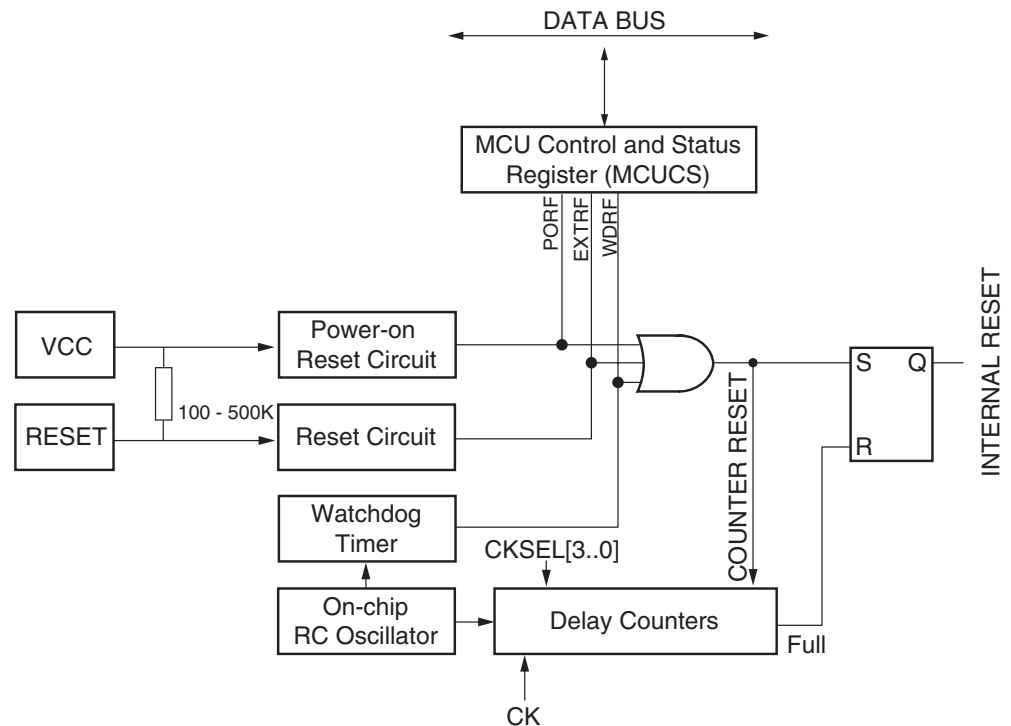 DATA BUS
MCU Control and Status
Register (MCUCS)
PORF
EXTRF
WDRF
VCC
Power-on
Reset Circuit
100 - 500K
RESET
Reset Circuit
Watchdog
Timer
On-chip
RC Oscillator
CKSEL[3..0]
Delay Counters
CK
COUNTER RESET
Full
S
Q
R
INTERNAL RESET